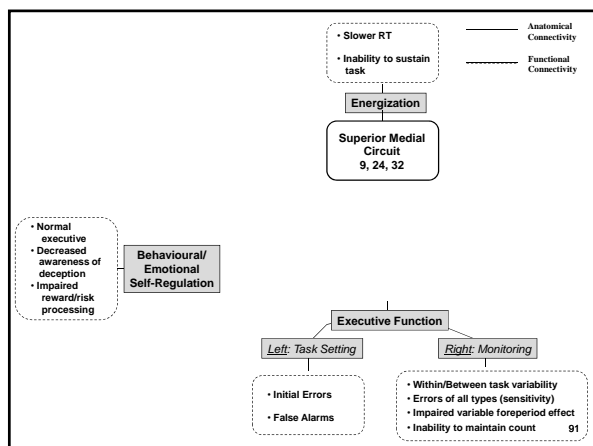 • Slower RT
• Inability to sustain
task
Anatomical
Connectivity
Functional
Connectivity
Energization
Superior Medial
Circuit
9, 24, 32
• Normal
executive
• Decreased
awareness of
deception
• Impaired
reward/risk
processing
Behavioural/
Emotional
Self-Regulation
Executive Function
Left: Task Setting
Right: Monitoring
• Initial Errors
• False Alarms
• Within/Between task variability
• Errors of all types (sensitivity)
• Impaired variable foreperiod effect
• Inability to maintain count
91